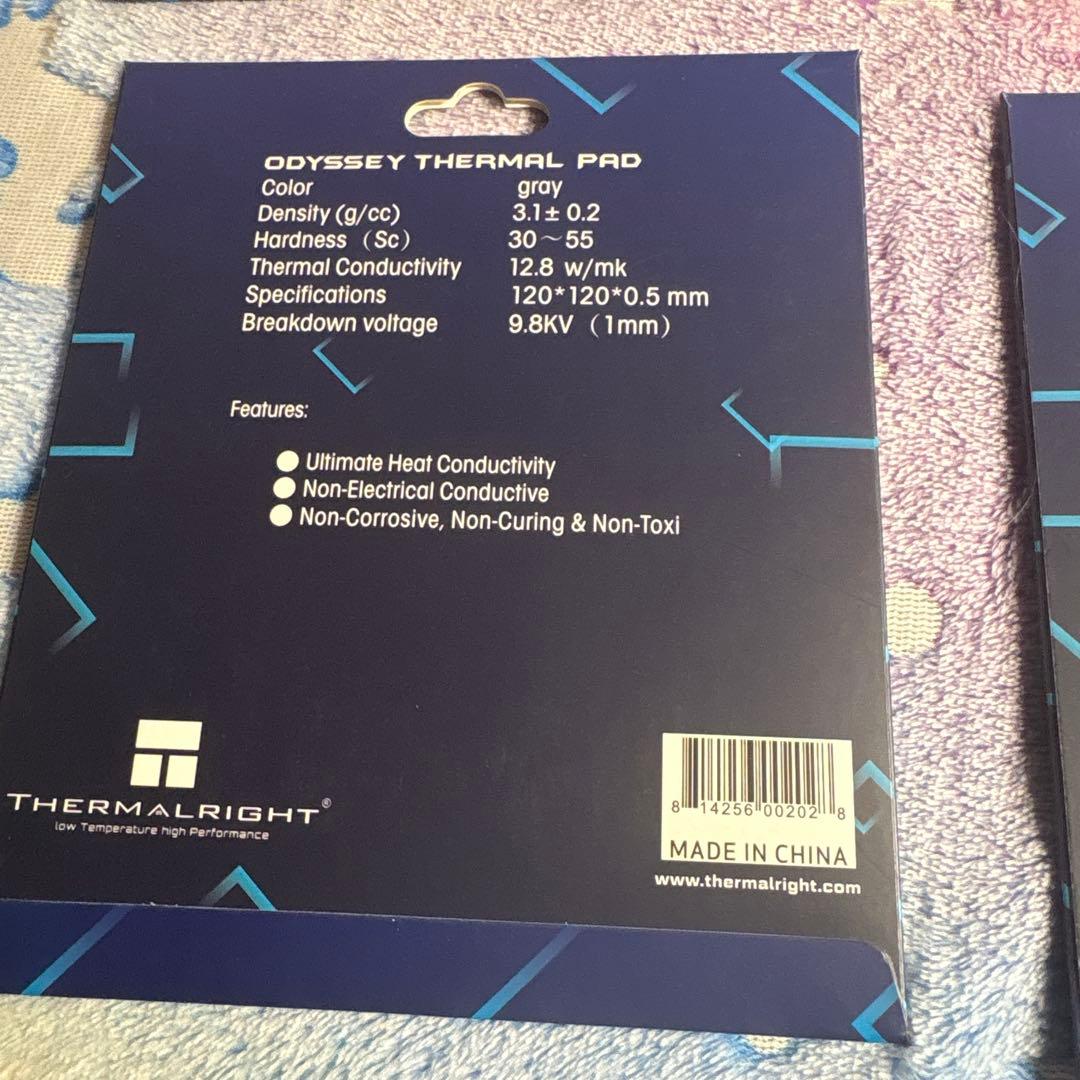 ODYSSEY THERMAL PAD
Color gray
Density (g/cc) 3.1± 0.2
Hardness （Sc） 30～55
Thermal Conductivity 12.8 w/mk
Specifications 120*120*0.5 mm
Breakdown voltage 9.8KV （1mm）
Features:
Ultimate Heat Conductivity
Non-Electrical Conductive
Non-Corrosive, Non-Curing & Non-Toxi
THERMALRIGHT®
low Temperature high Performance
8 14256 00202 8
MADE IN CHINA
www.thermalright.com